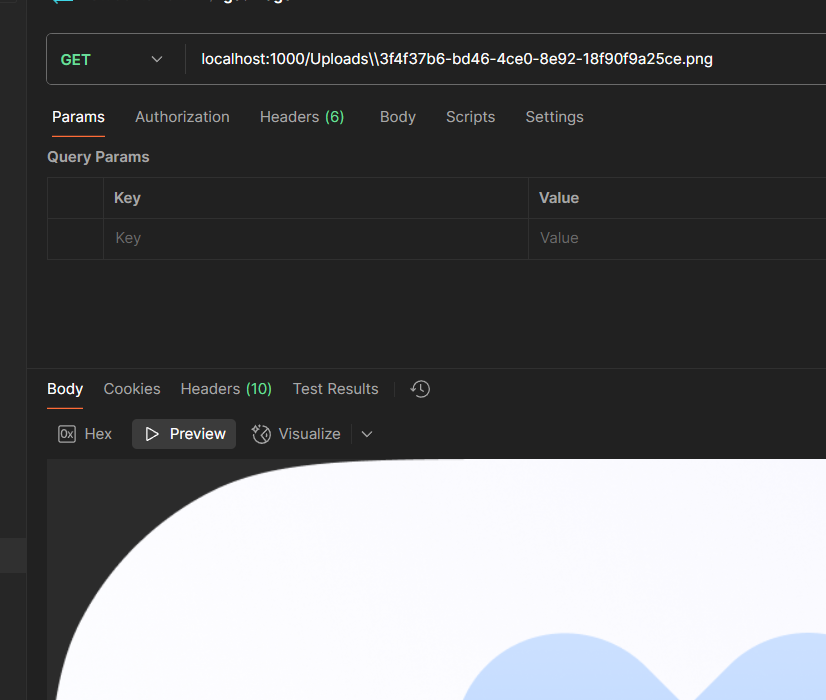 GET localhost:1000/Uploads\\3f4f37b6-bd46-4ce0-8e92-18f90f9a25ce.png
Params Authorization Headers (6) Body Scripts Settings
Query Params
Key Value
Key Value
Body Cookies Headers (10) Test Results
0x Hex Preview Visualize